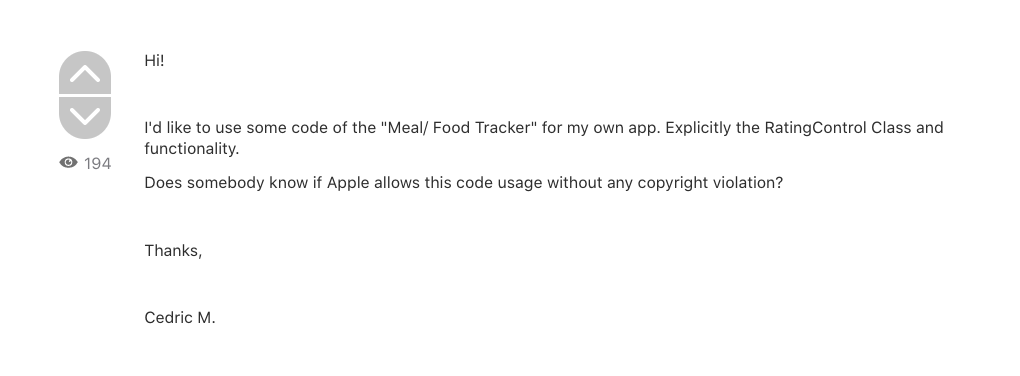 Hi!
I'd like to use some code of the "Meal/ Food Tracker" for my own app. Explicitly the RatingControl Class and
functionality.
194
Does somebody know if Apple allows this code usage without any copyright violation?
Thanks,
Cedric M.